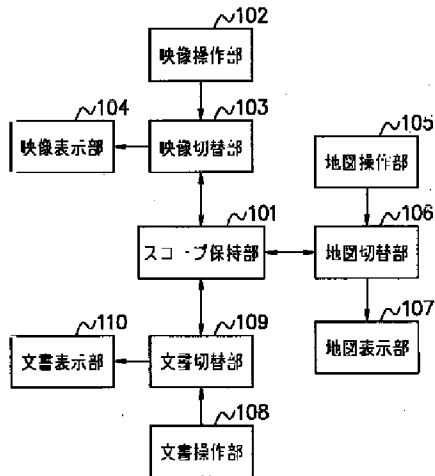 102
映像操作部
104
103
映像表示部
映像切替部
105
地図操作部
101
106
スコープ保持部
地図切替部
110
109
107
文書表示部
文書切替部
地図表示部
108
文書操作部